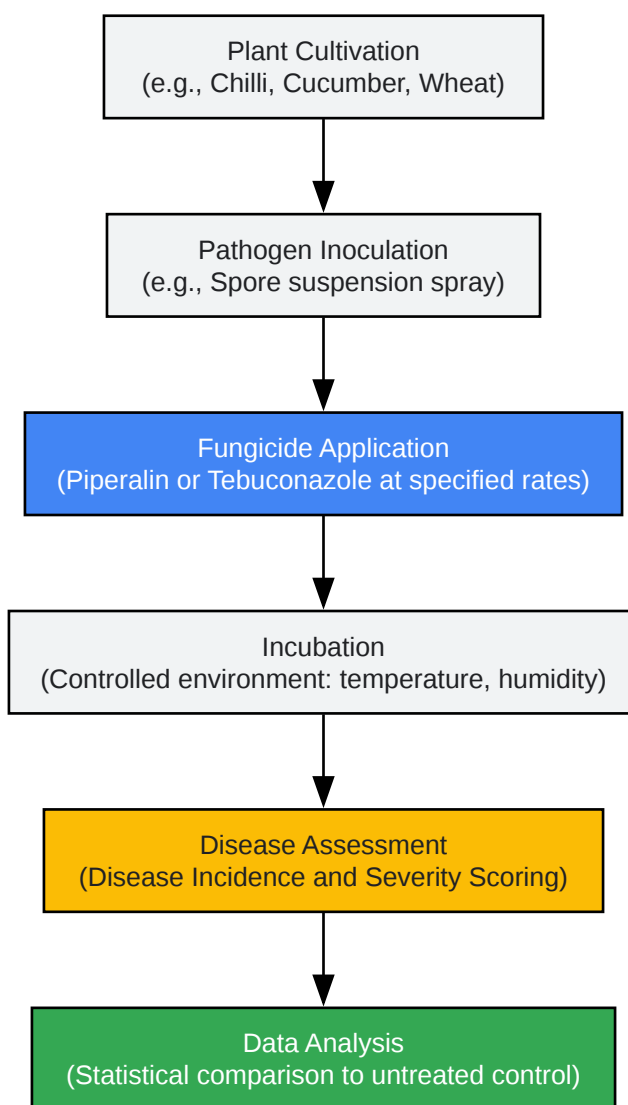 Plant Cultivation
(e.g., Chilli, Cucumber, Wheat)
Pathogen Inoculation
(e.g., Spore suspension spray)
Fungicide Application
(Piperalin or Tebuconazole at specified rates)
Incubation
(Controlled environment: temperature, humidity)
Disease Assessment
(Disease Incidence and Severity Scoring)
Data Analysis
(Statistical comparison to untreated control)